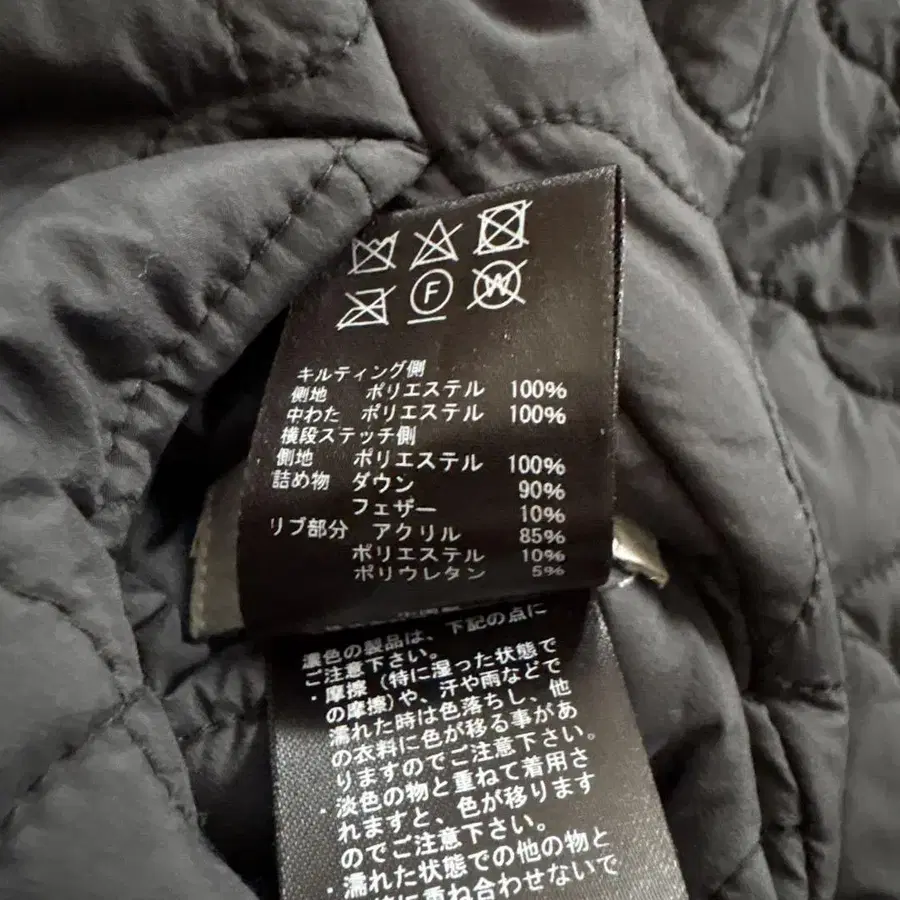 F W
キルティング側
側地 ポリエステル 100%
中わた ポリエステル 100%
横段ステッチ側
側地 ポリエステル 100%
詰め物 ダウン 90%
フェザー 10%
リブ部分 アクリル 85%
ポリエステル 10%
ポリウレタン 5%
濃色の製品は、下記の点に
ご注意下さい。
・摩擦(特に湿った状態で
の摩擦)や、汗や雨などで
濡れた時は色落ちし、他
の衣料に色が移る事があ
りますのでご注意下さい。
・淡色の物と重ねて着用さ
れますと、色が移ります
のでご注意下さい。
・濡れた状態での他の物と
に重ね合わせないで